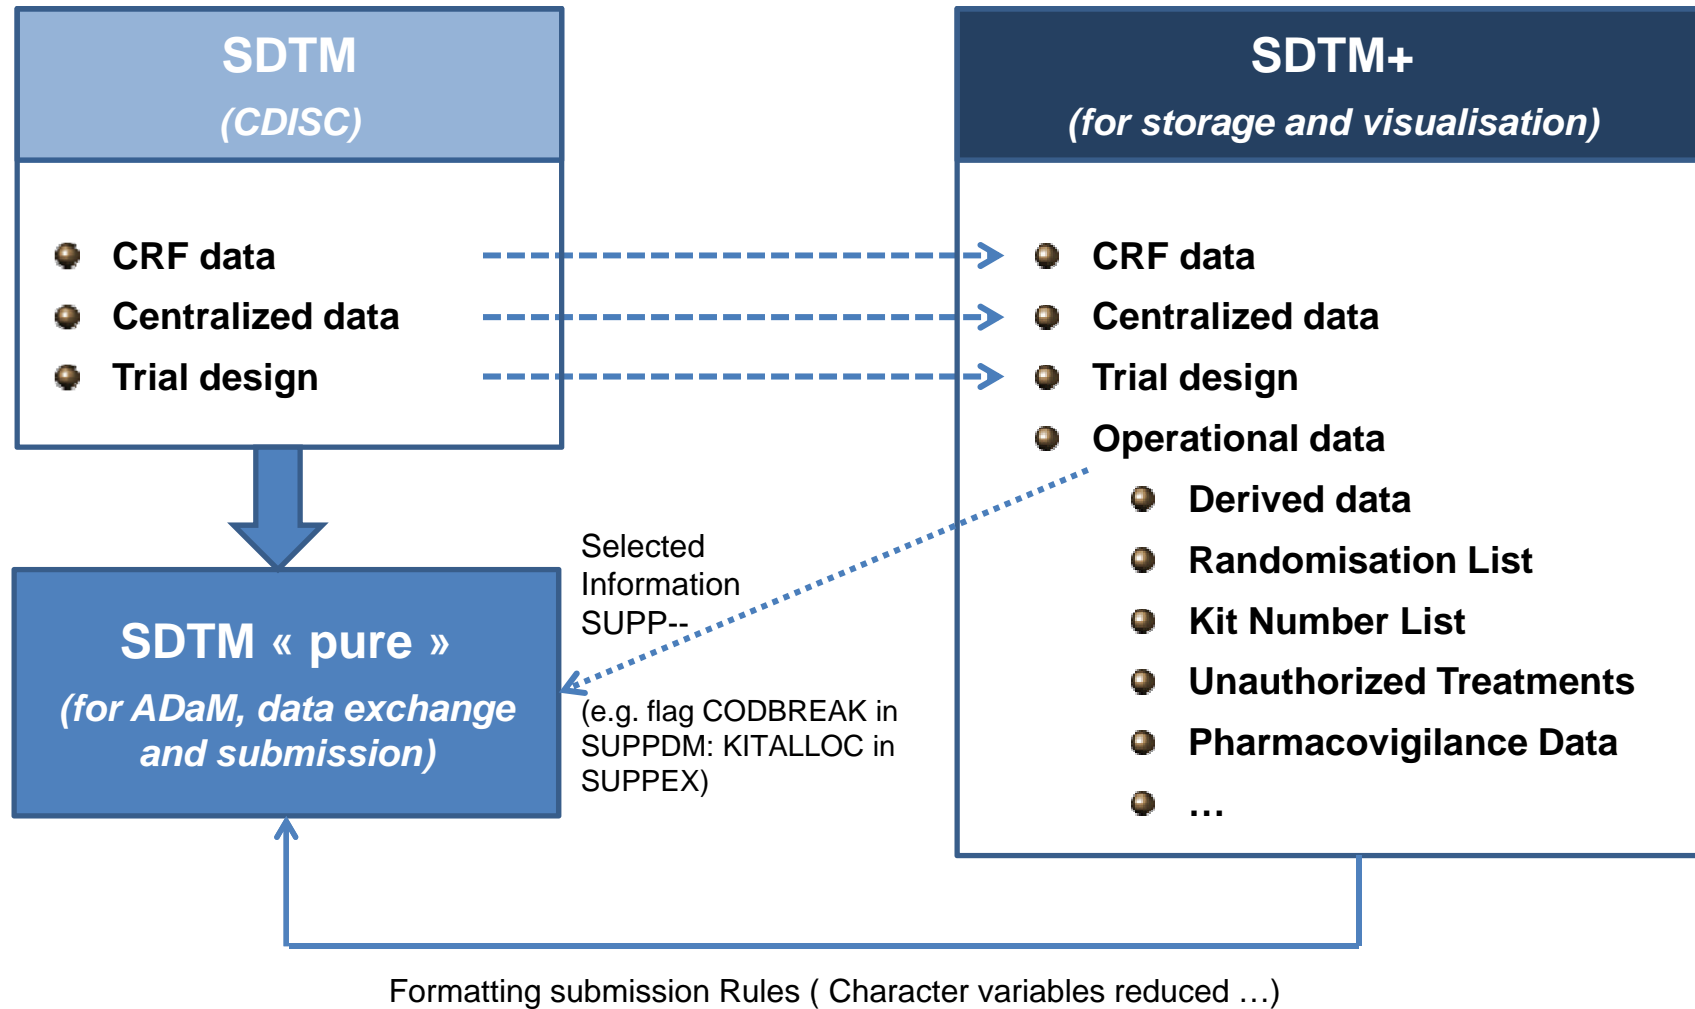 SDTM
(CDISC)
CRF data
Centralized data
Trial design
SDTM+
(for storage and visualisation)
CRF data
Centralized data
Trial design
Operational data
Derived data
Randomisation List
Kit Number List
Unauthorized Treatments
Pharmacovigilance Data
…
Selected
Information
SUPP--
(e.g. flag CODBREAK in
SUPPDM: KITALLOC in
SUPPEX)
SDTM « pure »
(for ADaM, data exchange
and submission)
Formatting submission Rules ( Character variables reduced …)